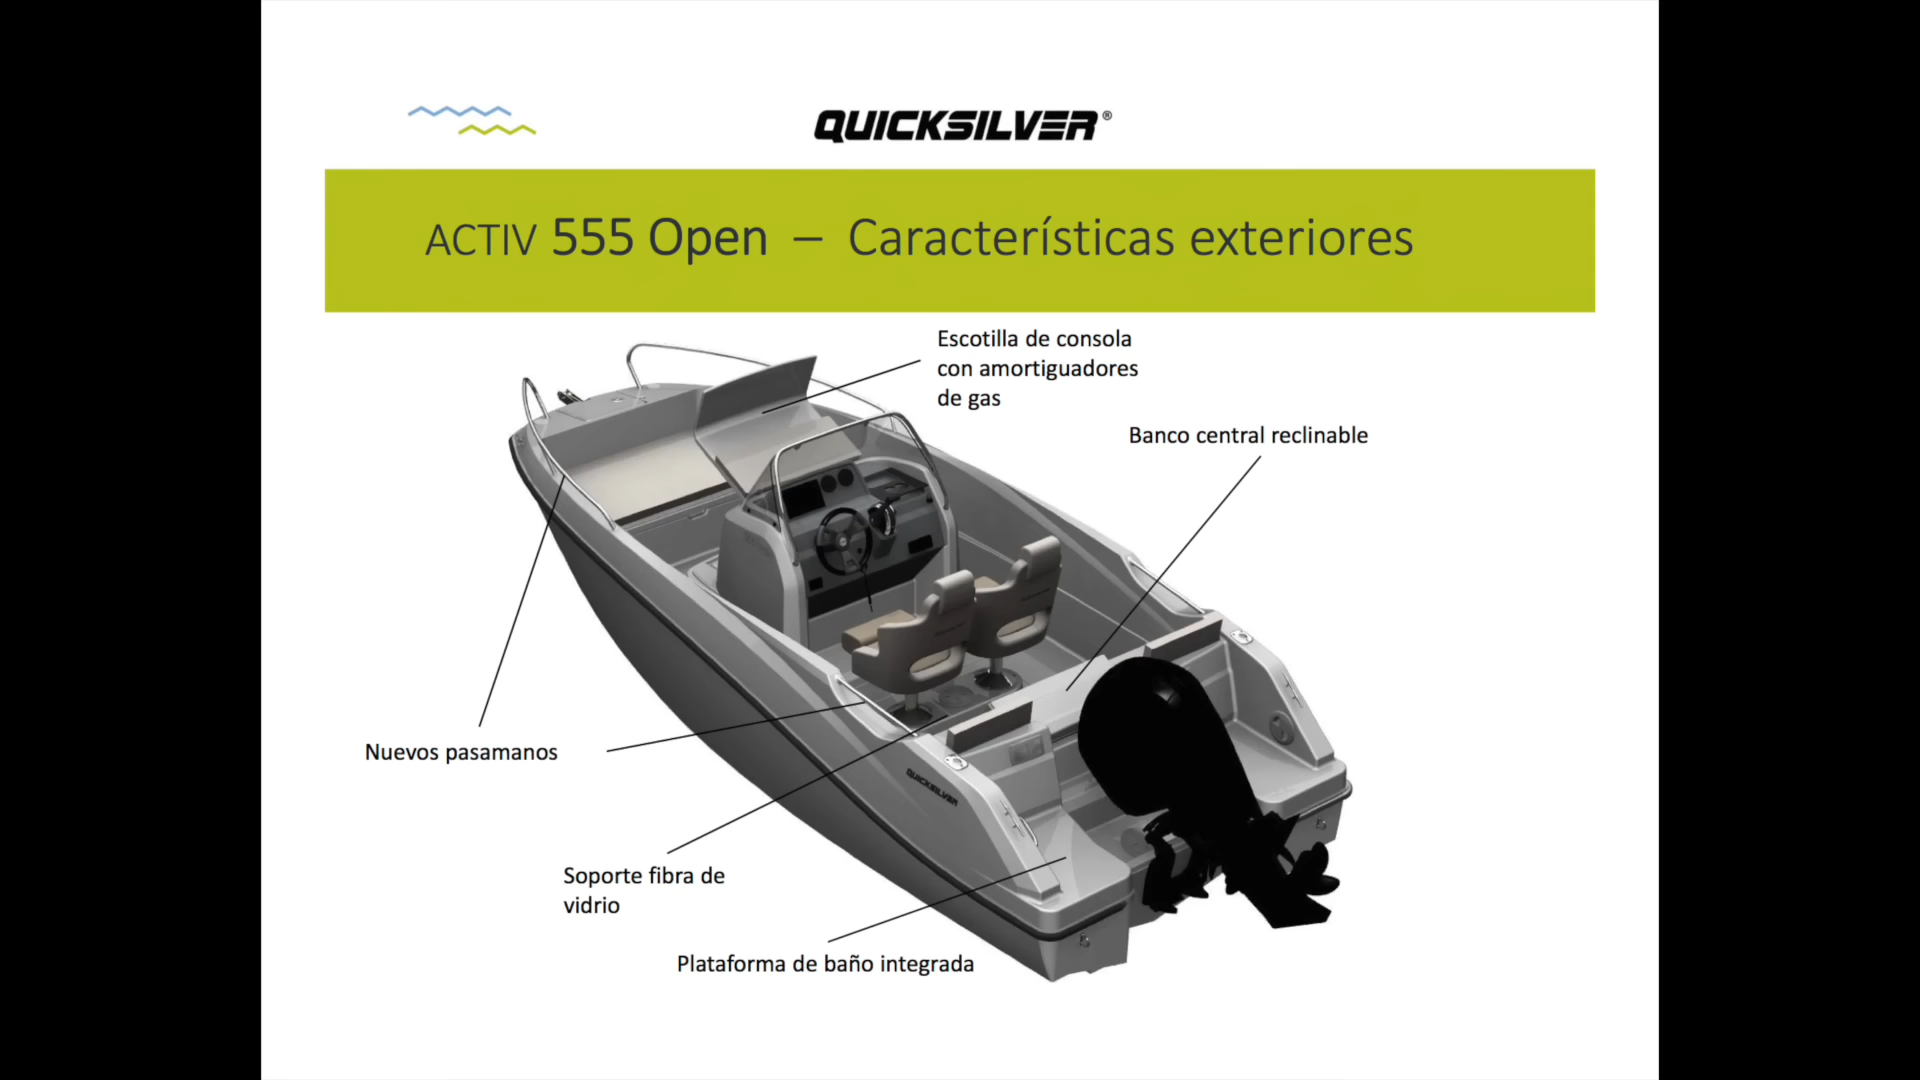 QUICKSILVER®
ACTIV 555 Open – Características exteriores
Escotilla de consola
con amortiguadores
de gas
Banco central reclinable
Nuevos pasamanos
QUICKSILVER
Soporte fibra de
vidrio
Plataforma de baño integrada